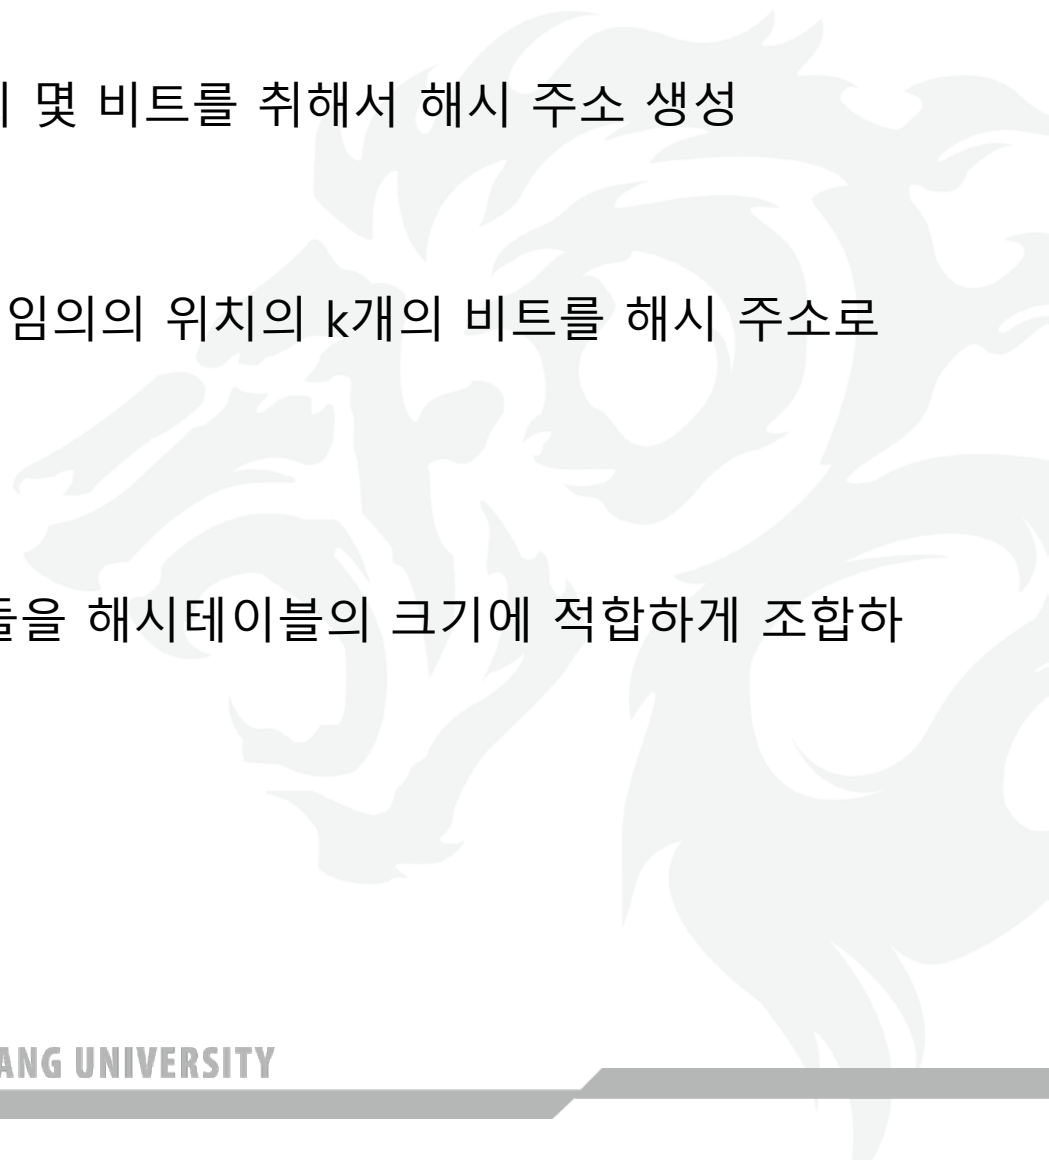 몇 비트를 취해서 해시 주소 생성
임의의 위치의 k개의 비트를 해시 주소로
들을 해시테이블의 크기에 적합하게 조합하
ANG UNIVERSITY